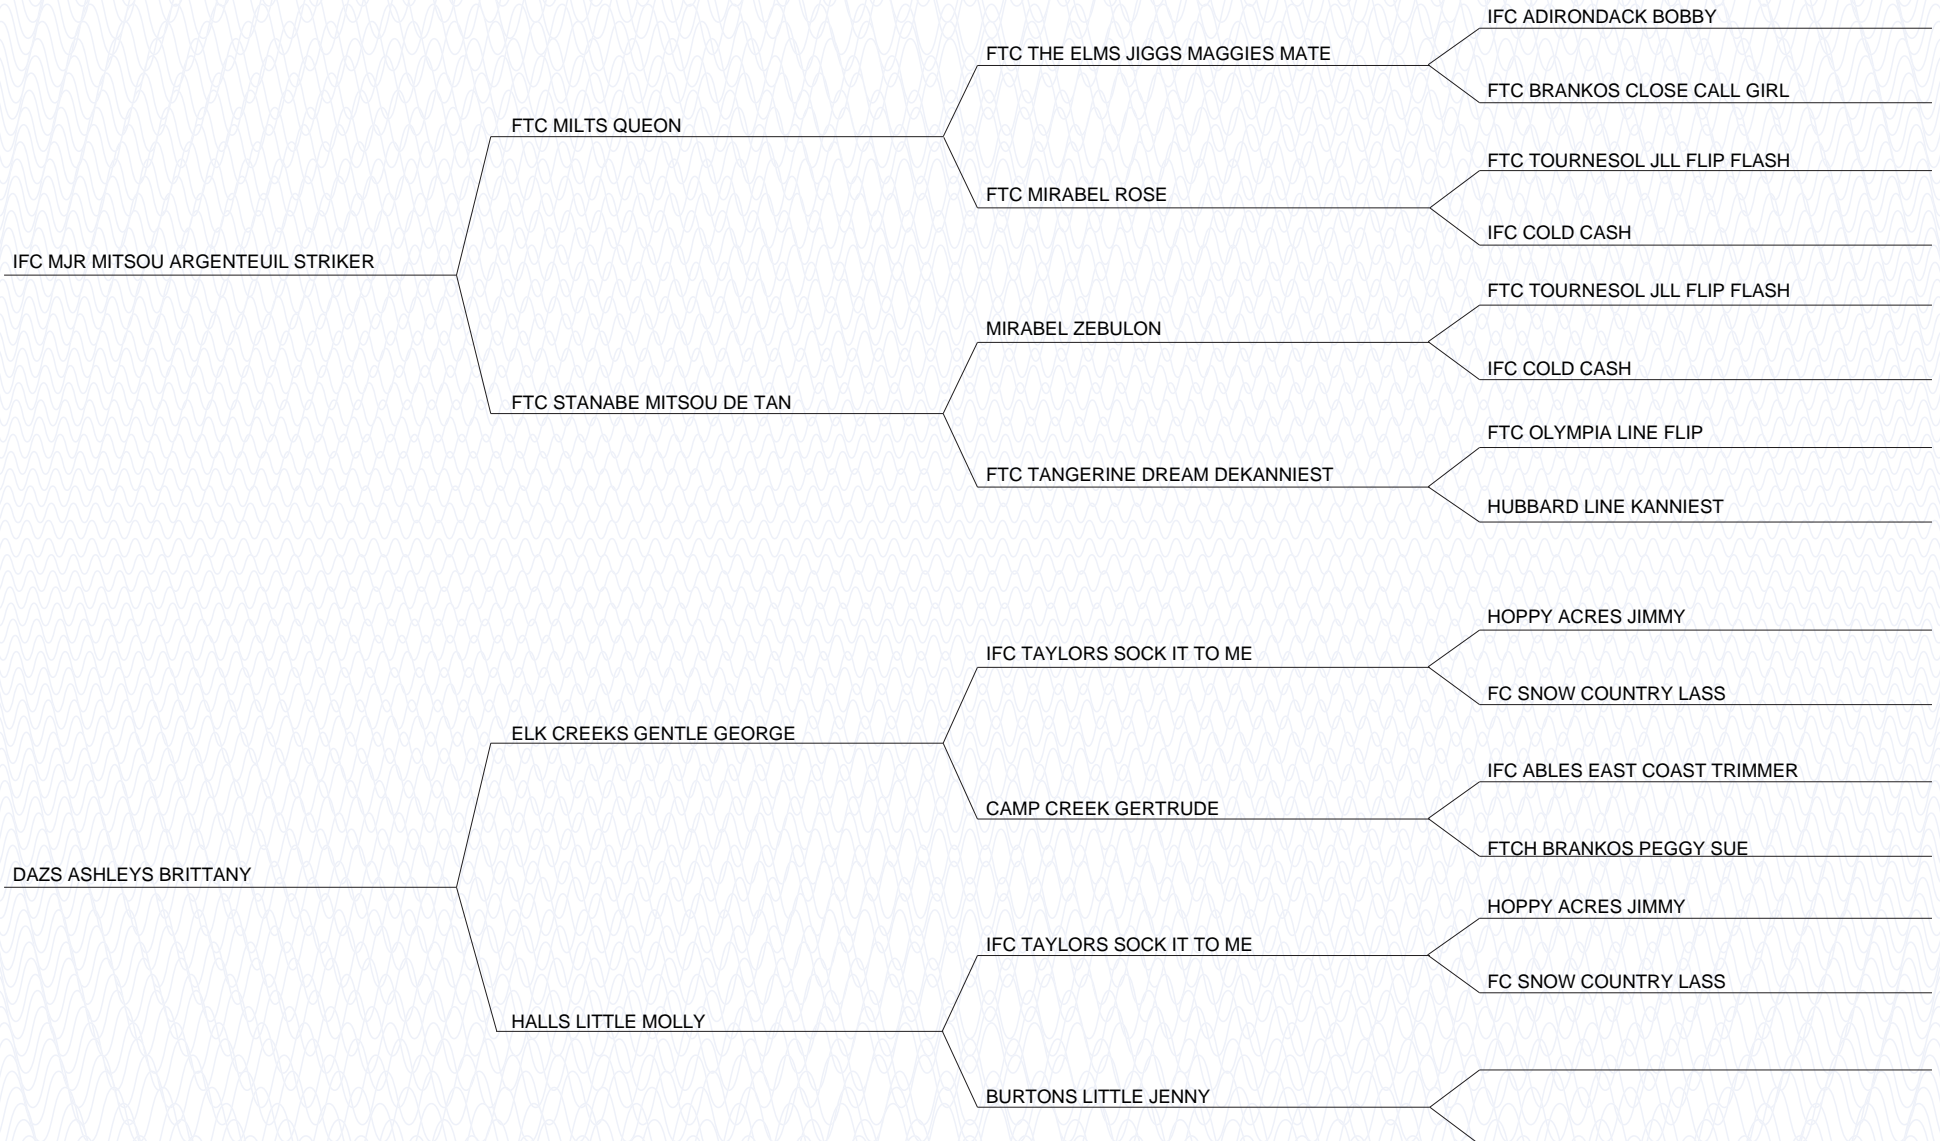 IFC ADIRONDACK BOBBY
FTC THE ELMS JIGGS MAGGIES MATE
FTC BRANKOS CLOSE CALL GIRL
FTC MILTS QUEON
FTC TOURNESOL JLL FLIP FLASH
FTC MIRABEL ROSE
IFC COLD CASH
IFC MJR MITSOU ARGENTEUIL STRIKER
FTC TOURNESOL JLL FLIP FLASH
MIRABEL ZEBULON
IFC COLD CASH
FTC STANABE MITSOU DE TAN
FTC OLYMPIA LINE FLIP
FTC TANGERINE DREAM DEKANNIEST
HUBBARD LINE KANNIEST
HOPPY ACRES JIMMY
IFC TAYLORS SOCK IT TO ME
FC SNOW COUNTRY LASS
ELK CREEKS GENTLE GEORGE
IFC ABLES EAST COAST TRIMMER
CAMP CREEK GERTRUDE
FTCH BRANKOS PEGGY SUE
DAZS ASHLEYS BRITTANY
HOPPY ACRES JIMMY
IFC TAYLORS SOCK IT TO ME
FC SNOW COUNTRY LASS
HALLS LITTLE MOLLY
BURTONS LITTLE JENNY